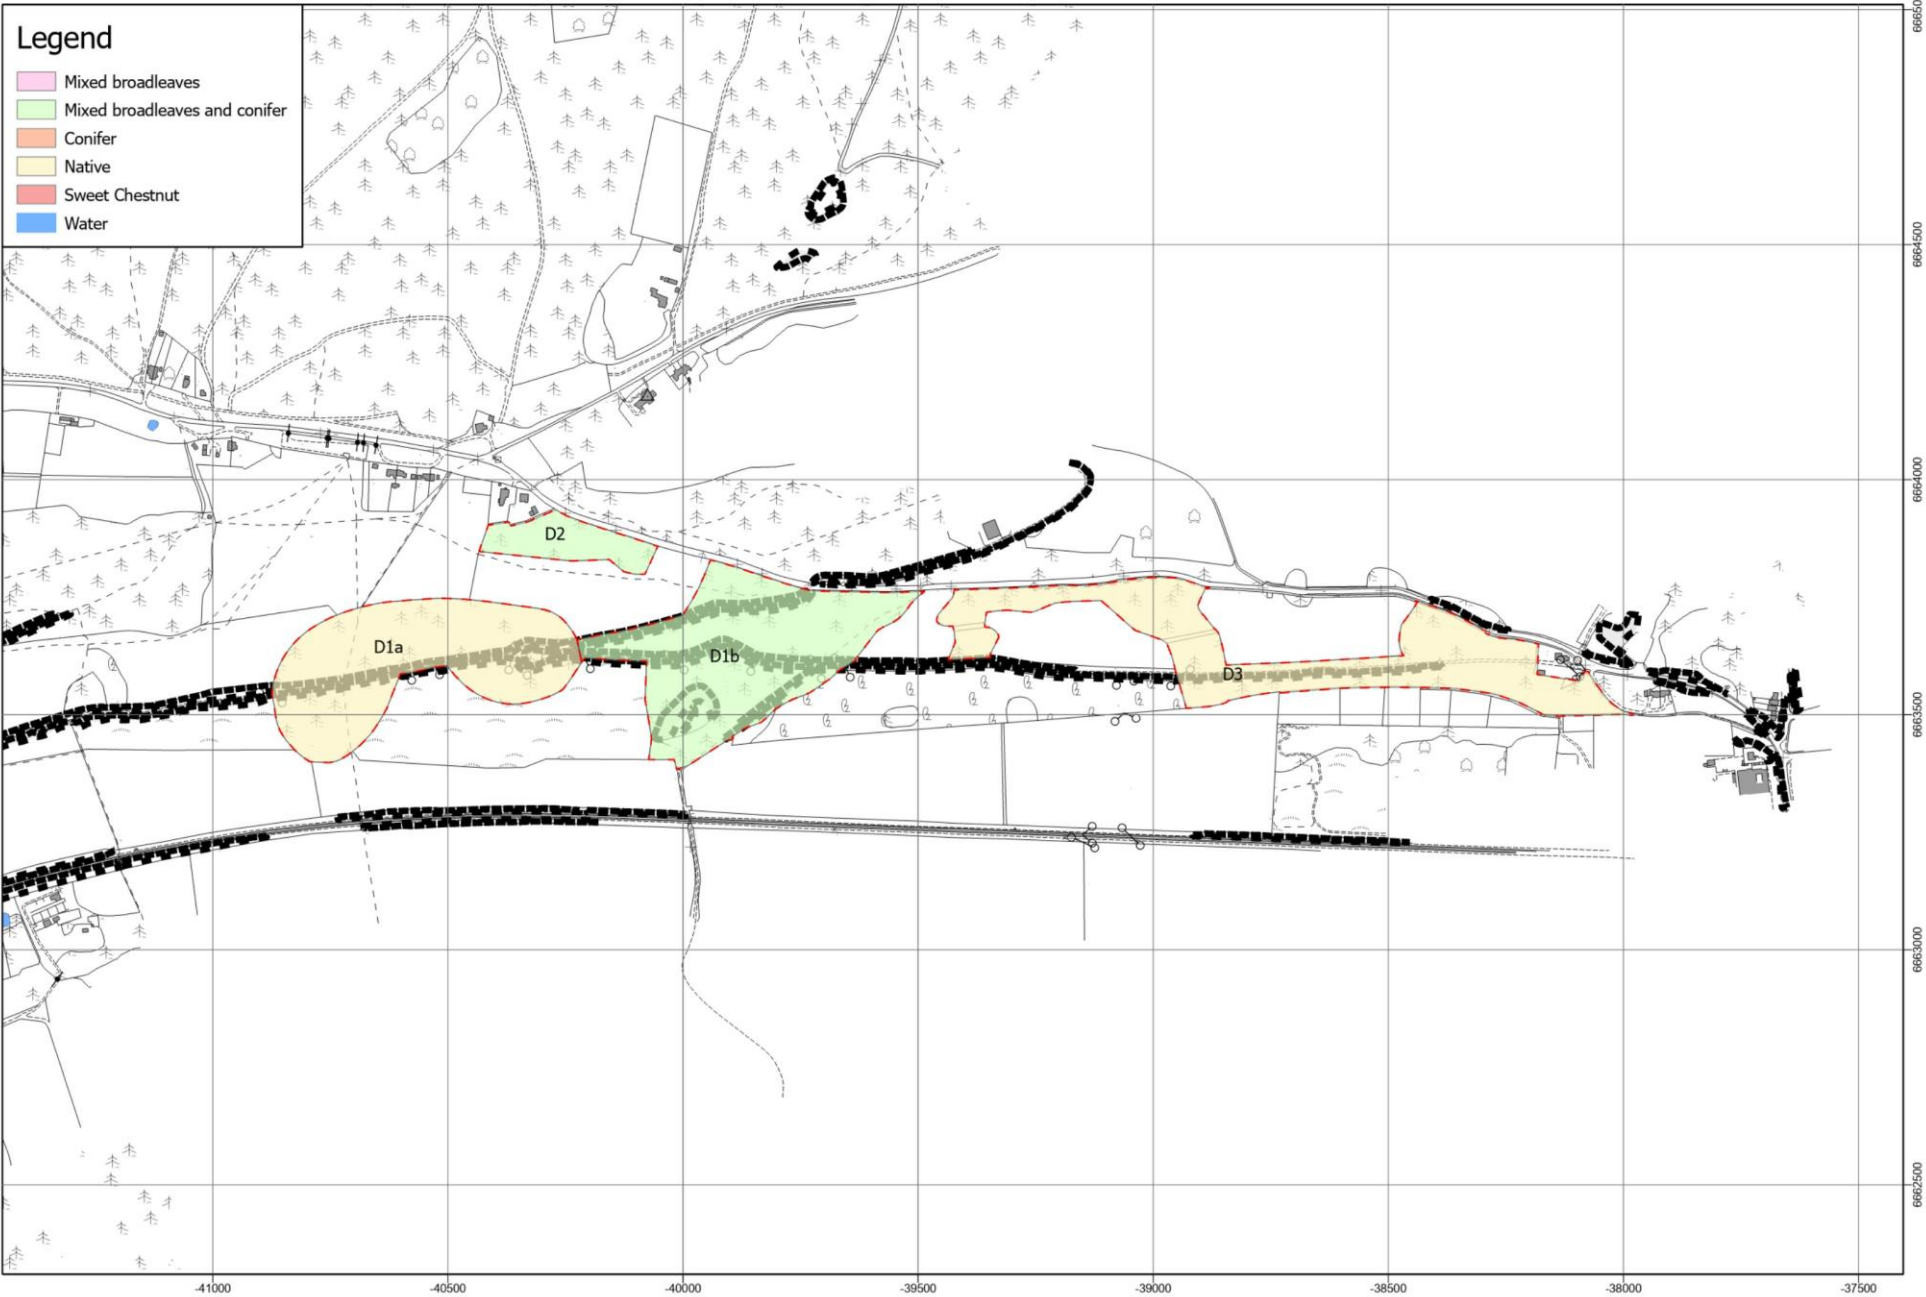 Legend
Mixed broadleaves
Mixed broadleaves and conifer
Conifer
Native
Sweet Chestnut
Water
D2
D1a
D1b
D3
6664500
6664000
6663500
6663000
6662500
-41000
-40500
-40000
-39500
-39000
-38500
-38000
-37500